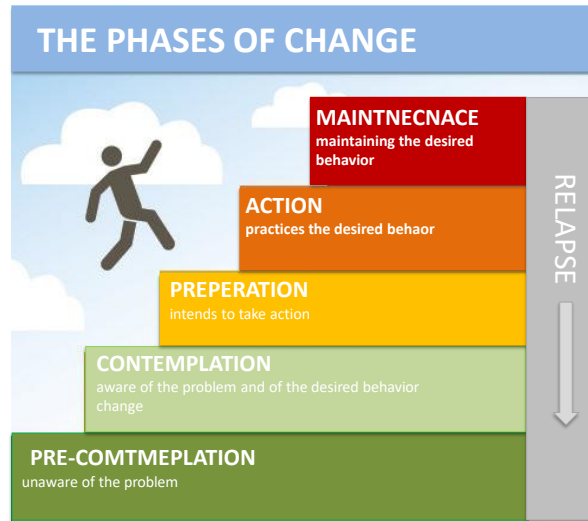 THE PHASES OF CHANGE
MAINTNECNACE
maintaining the desired
behavior
ACTION
practices the desired behaor
PREPERATION
intends to take action
CONTEMPLATION
aware of the problem and of the desired behavior
change
PRE-COMTMEPLATION
unaware of the problem
RELAPSE